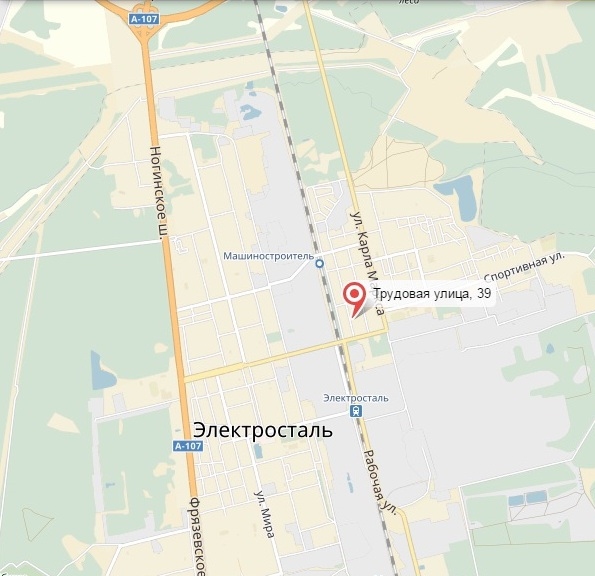 леса
А-107
Ногинское ш.
ул. Карла Маркса
Машиностроитель
Спортивная ул.
Трудовая улица, 39
Электросталь
Электросталь
А-107
Рабочая ул.
ул. Мира
Фрязевское